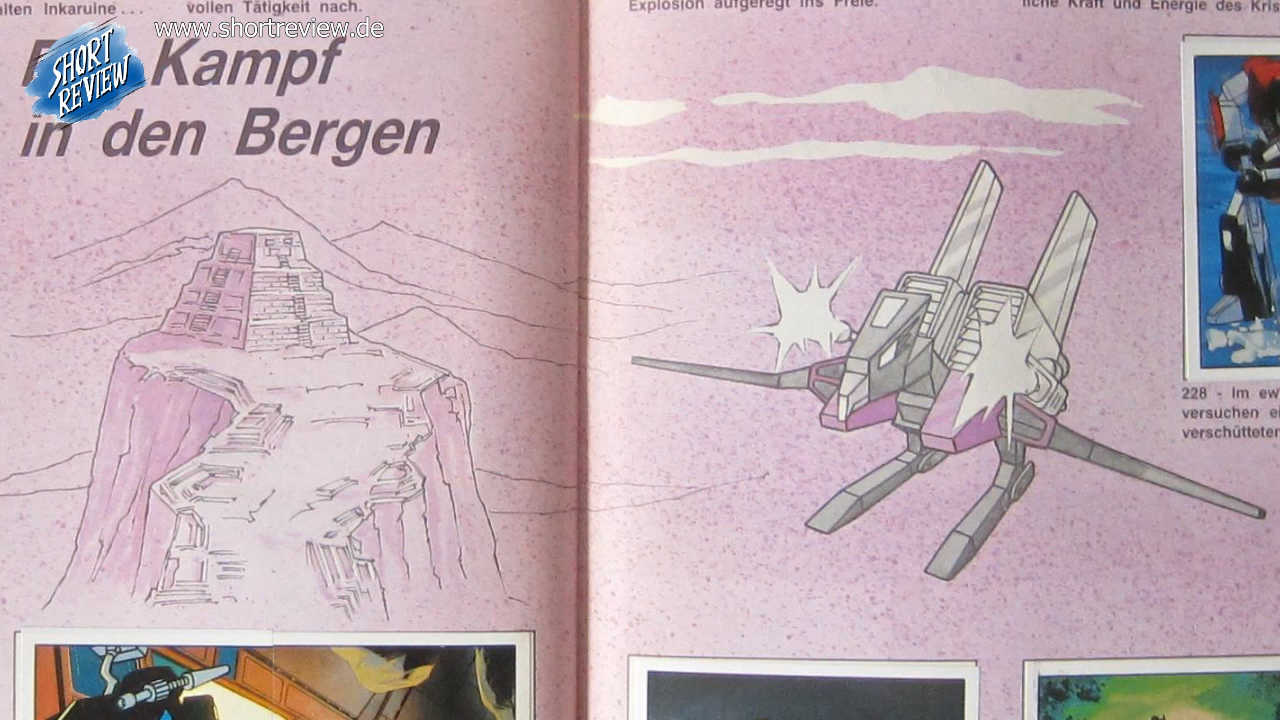 www.shortreview.de
SHORT
REVIEW
alten Inkaruine...
vollen Tätigkeit nach.
Kampf
in den Bergen
Explosion aufgeregt ins Freie.
liche Kraft und Energie des Kris
228 - Im ew
versuchen e
verschütteten